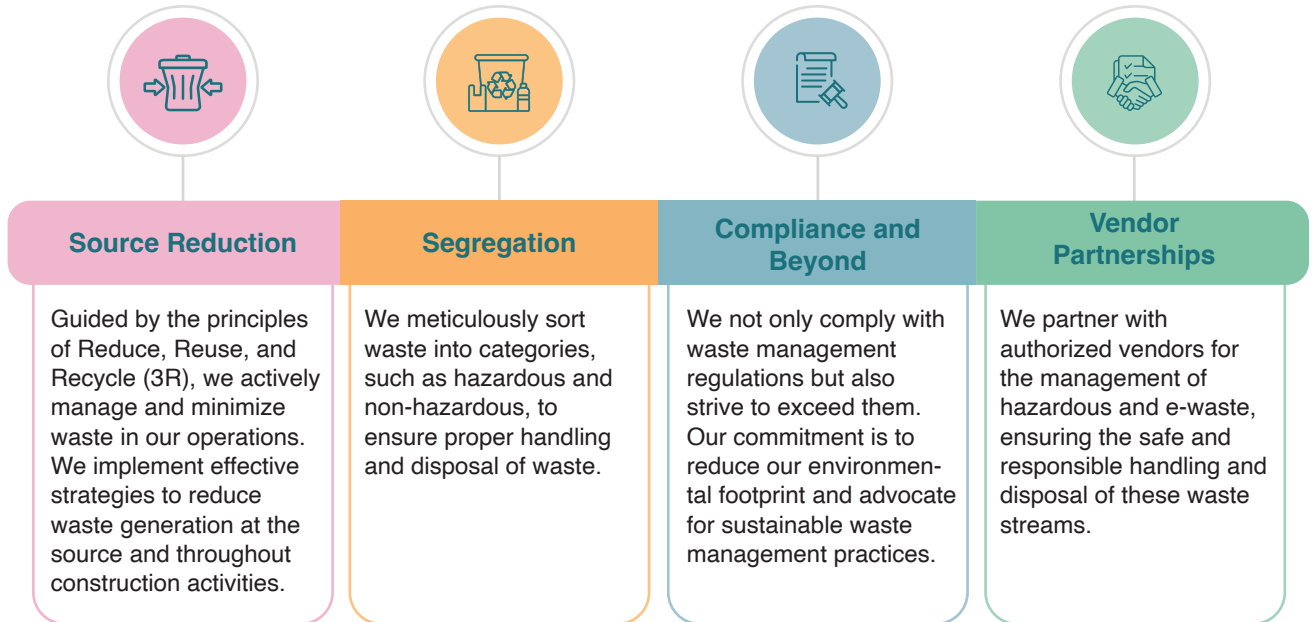 Source Reduction
Guided by the principles
of Reduce, Reuse, and
Recycle (3R), we actively
manage and minimize
waste in our operations.
We implement effective
strategies to reduce
waste generation at the
source and throughout
construction activities.
Segregation
We meticulously sort
waste into categories,
such as hazardous and
non-hazardous, to
ensure proper handling
and disposal of waste.
Compliance and
Beyond
We not only comply with
waste management
regulations but also
strive to exceed them.
Our commitment is to
reduce our environmen-
tal footprint and advocate
for sustainable waste
management practices.
Vendor
Partnerships
We partner with
authorized vendors for
the management of
hazardous and e-waste,
ensuring the safe and
responsible handling and
disposal of these waste
streams.